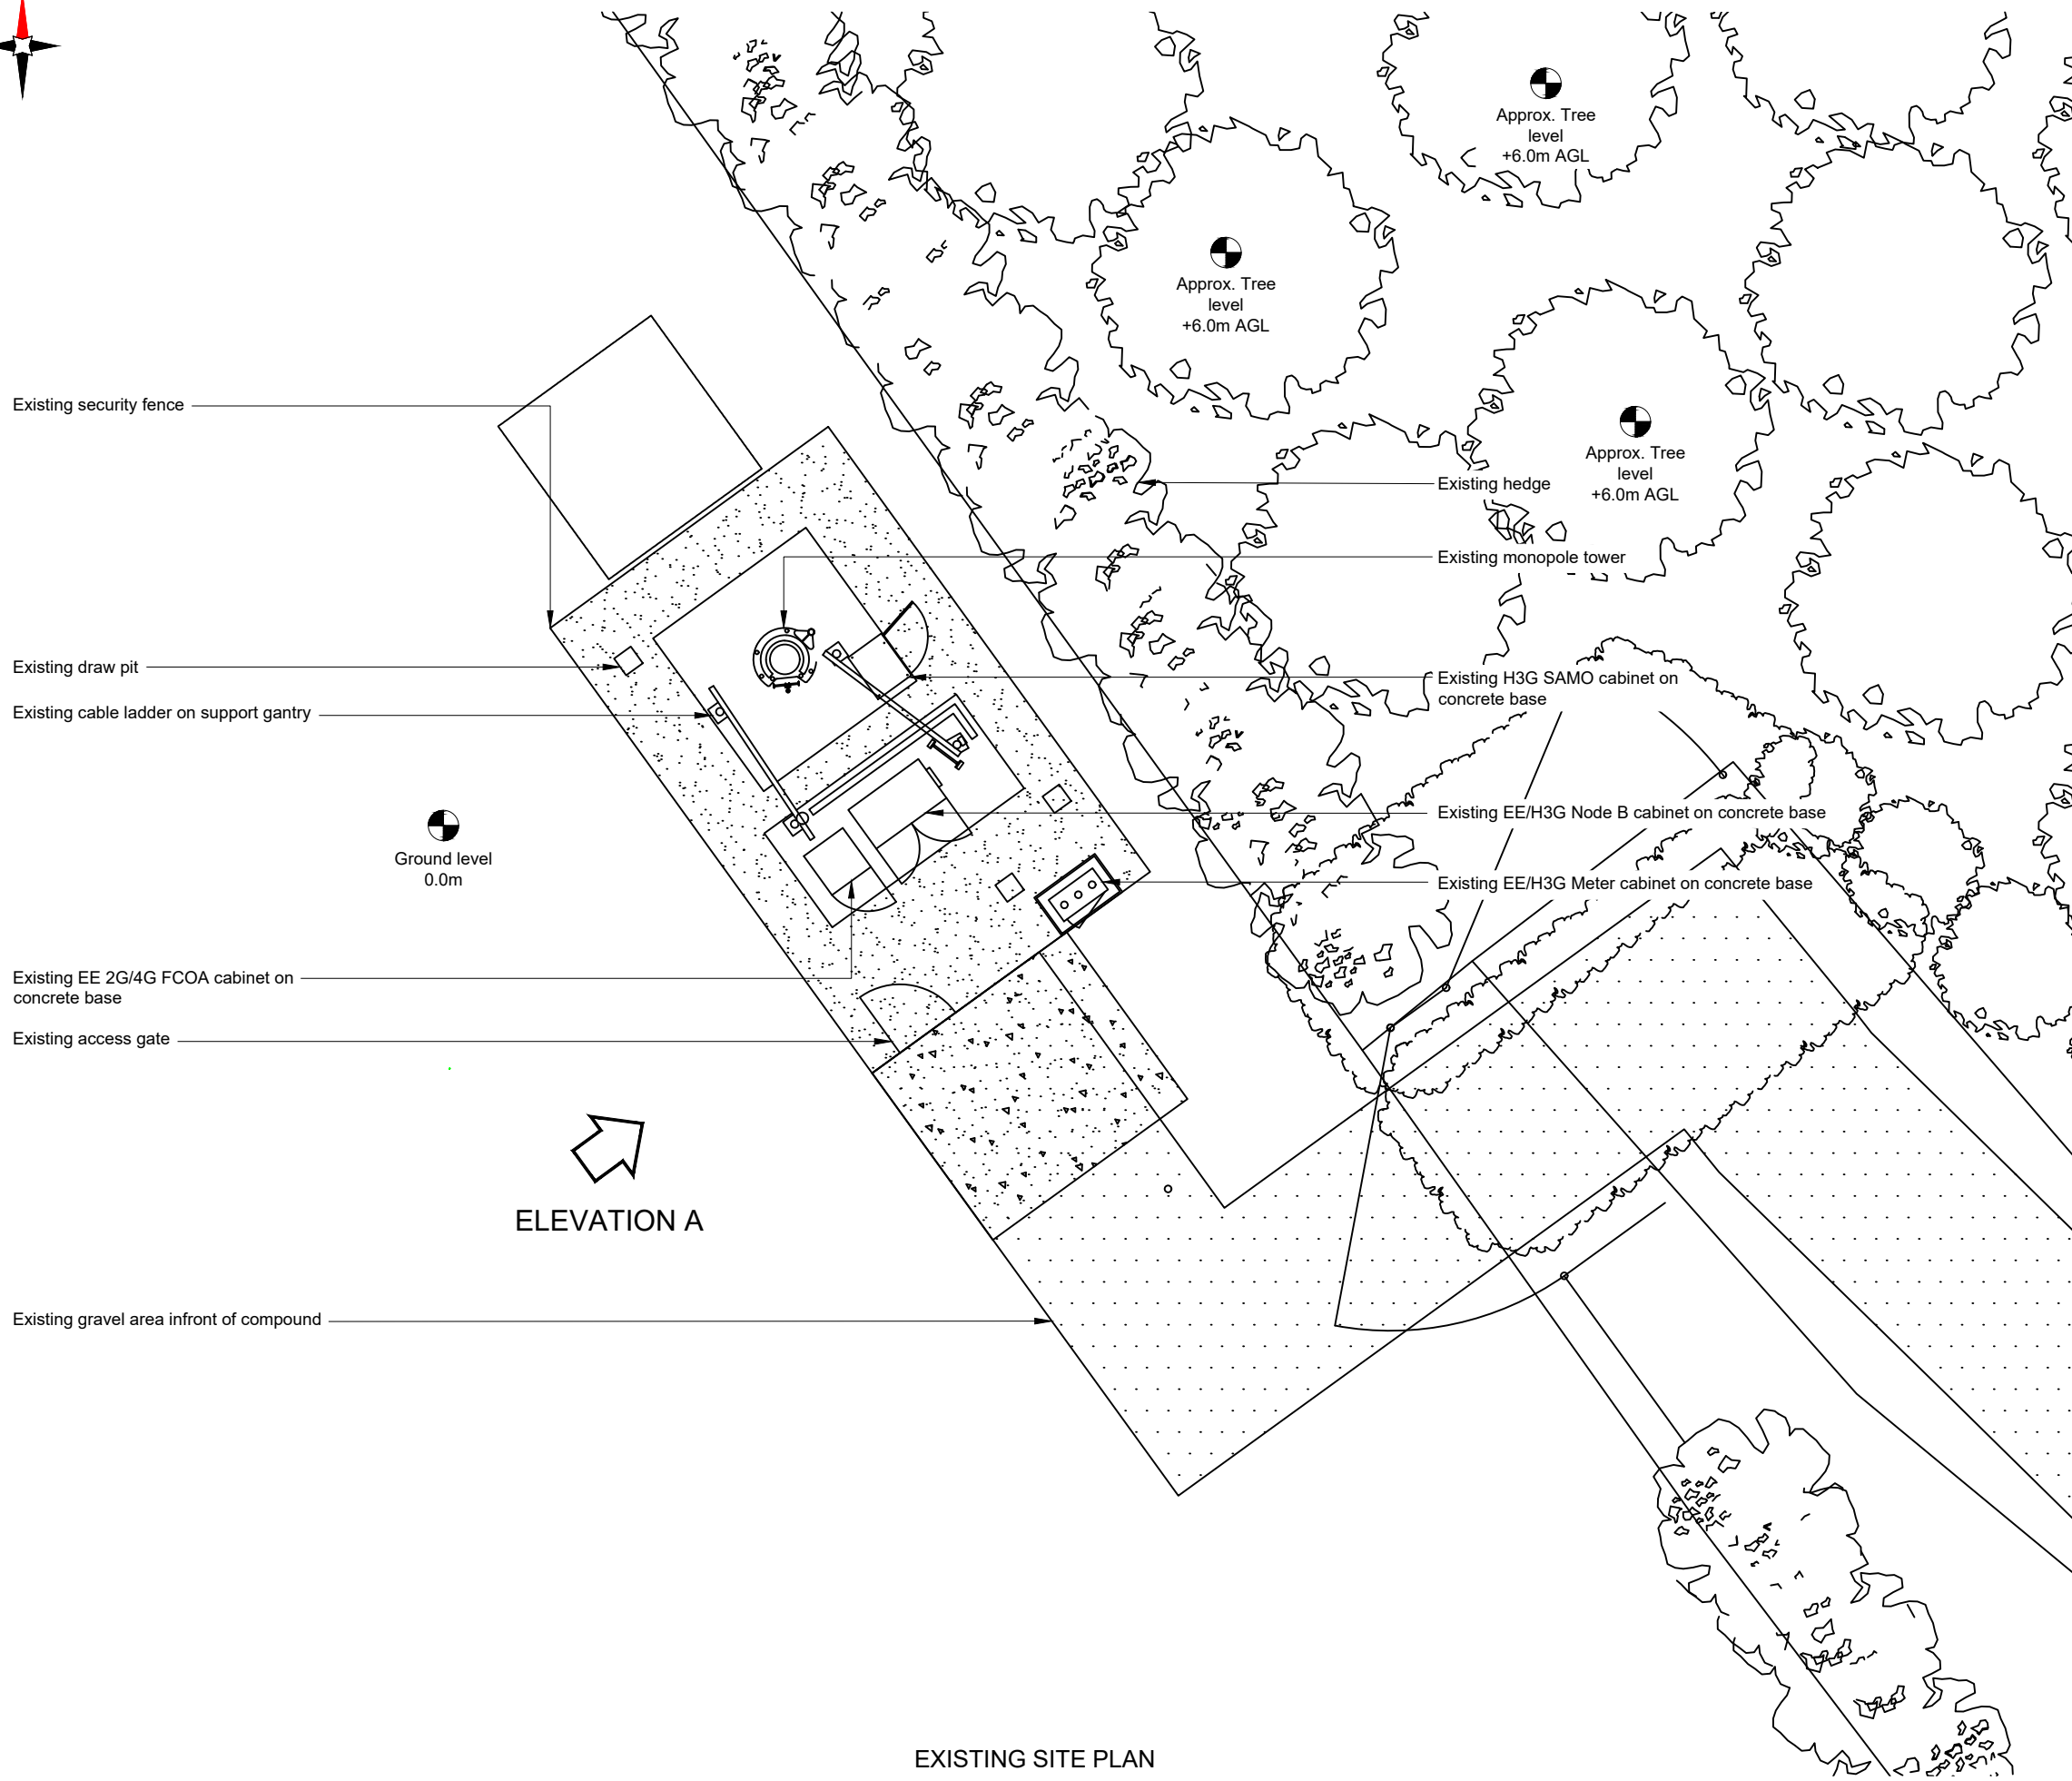 Approx. Tree
level
+6.0m AGL
Approx. Tree
level
+6.0m AGL
Existing security fence
Approx. Tree
level
+6.0m AGL
Existing hedge
Existing monopole tower
Existing draw pit
Existing H3G SAMO cabinet on
concrete base
Existing cable ladder on support gantry
Existing EE/H3G Node B cabinet on concrete base
Ground level
0.0m
Existing EE/H3G Meter cabinet on concrete base
Existing EE 2G/4G FCOA cabinet on
concrete base
Existing access gate
ELEVATION A
Existing gravel area infront of compound
EXISTING SITE PLAN